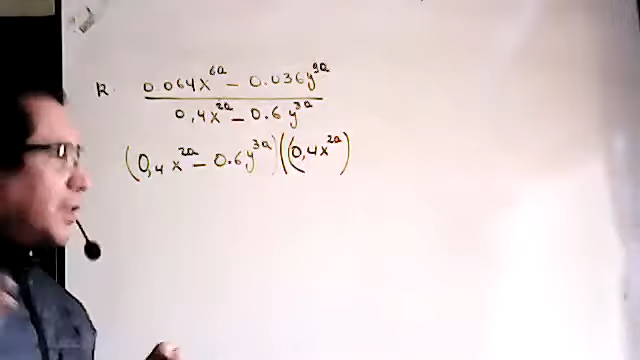 R. 0.064x^6a - 0.036y^9a
0,4x^2a - 0.6y^3a
(0,4x^2a - 0.6y^3a)((0,4x^2a)